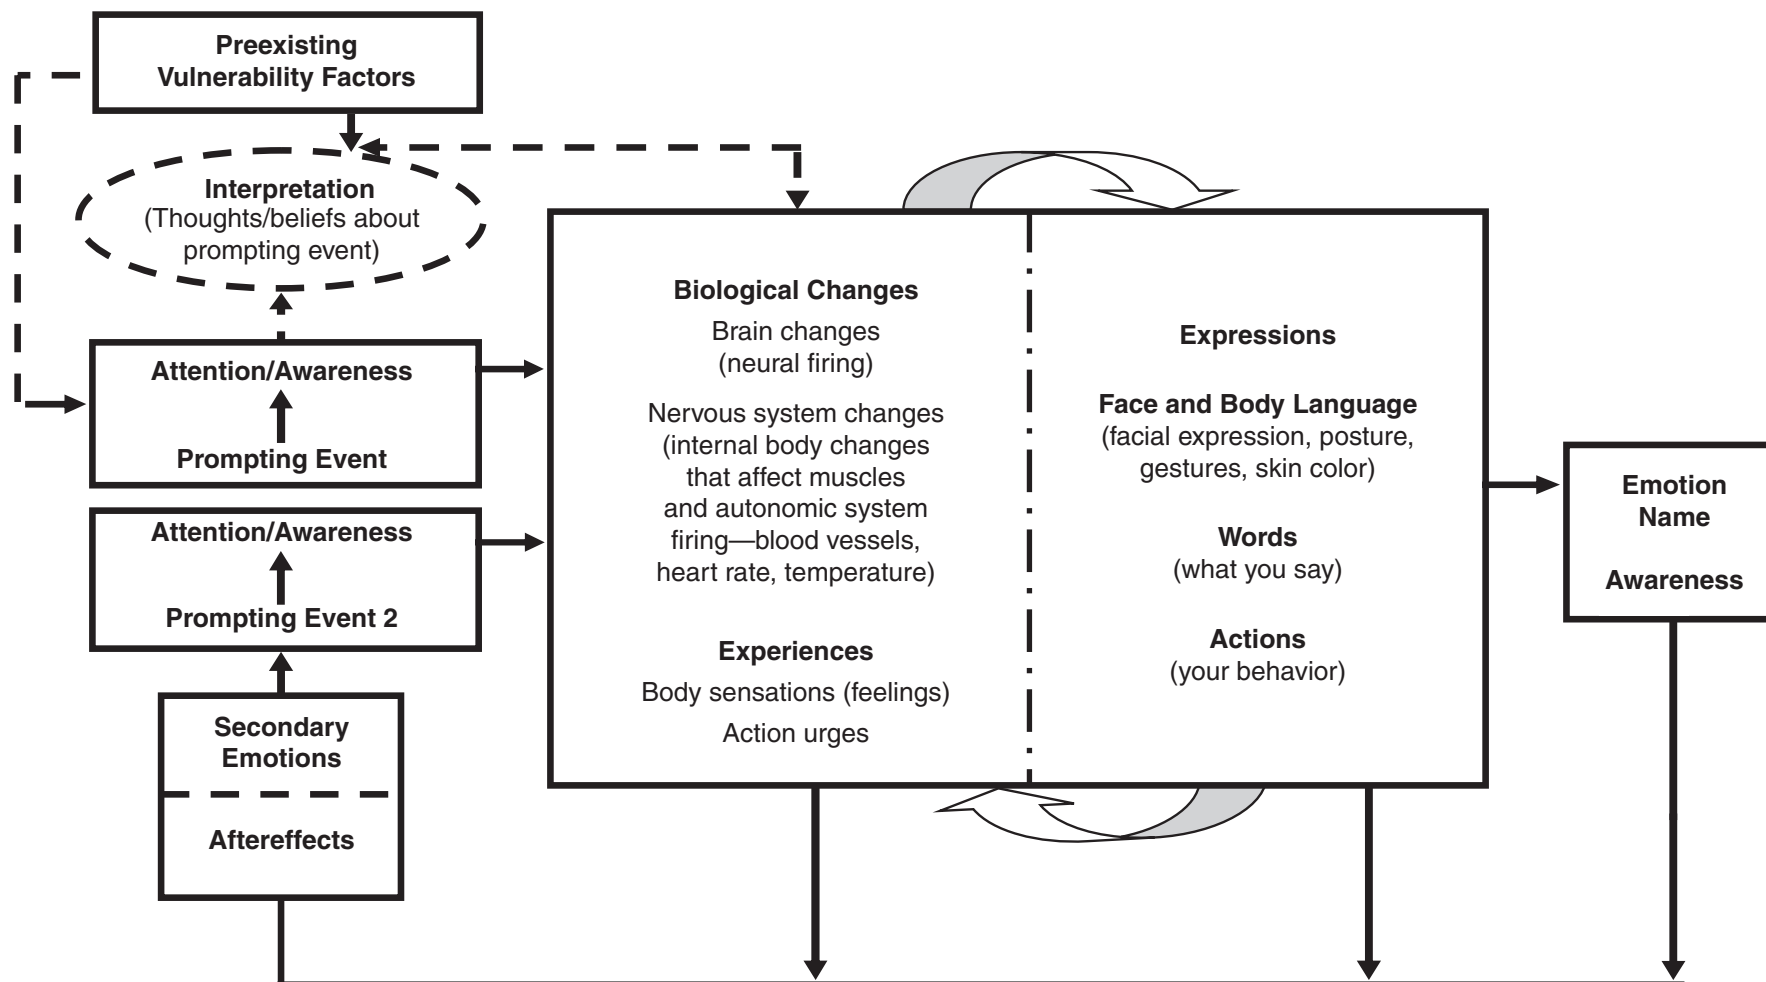 Preexisting
Vulnerability Factors
Interpretation
(Thoughts/beliefs about
prompting event)
Attention/Awareness
Prompting Event
Attention/Awareness
Prompting Event 2
Secondary
Emotions
Aftereffects
Biological Changes
Brain changes
(neural firing)
Nervous system changes
(internal body changes
that affect muscles
and autonomic system
firing—blood vessels,
heart rate, temperature)
Experiences
Body sensations (feelings)
Action urges
Expressions
Face and Body Language
(facial expression, posture,
gestures, skin color)
Words
(what you say)
Actions
(your behavior)
Emotion
Name
Awareness